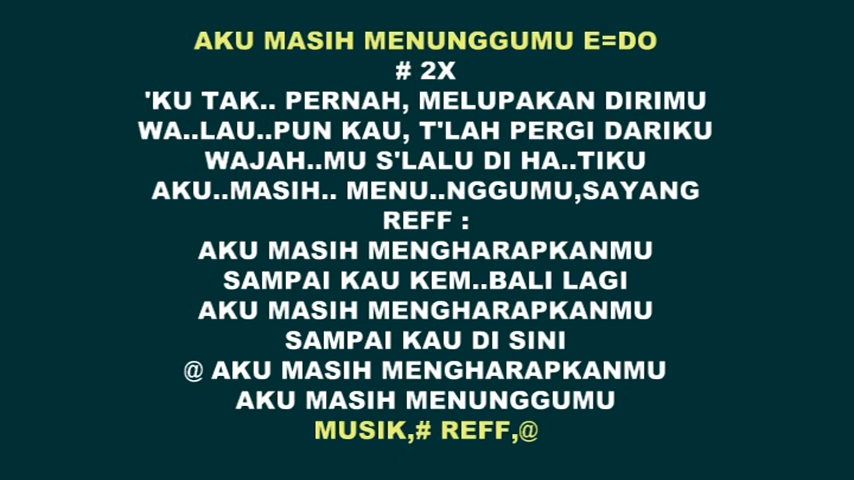 AKU MASIH MENUNGGUMU E=DO
# 2X
'KU TAK.. PERNAH, MELUPAKAN DIRIMU
WA..LAU..PUN KAU, T'LAH PERGI DARIKU
WAJAH..MU S'LALU DI HA..TIKU
AKU..MASIH.. MENU..NGGUMU,SAYANG
REFF :
AKU MASIH MENGHARAPKANMU
SAMPAI KAU KEM..BALI LAGI
AKU MASIH MENGHARAPKANMU
SAMPAI KAU DI SINI
@ AKU MASIH MENGHARAPKANMU
AKU MASIH MENUNGGUMU
MUSIK,# REFF,@